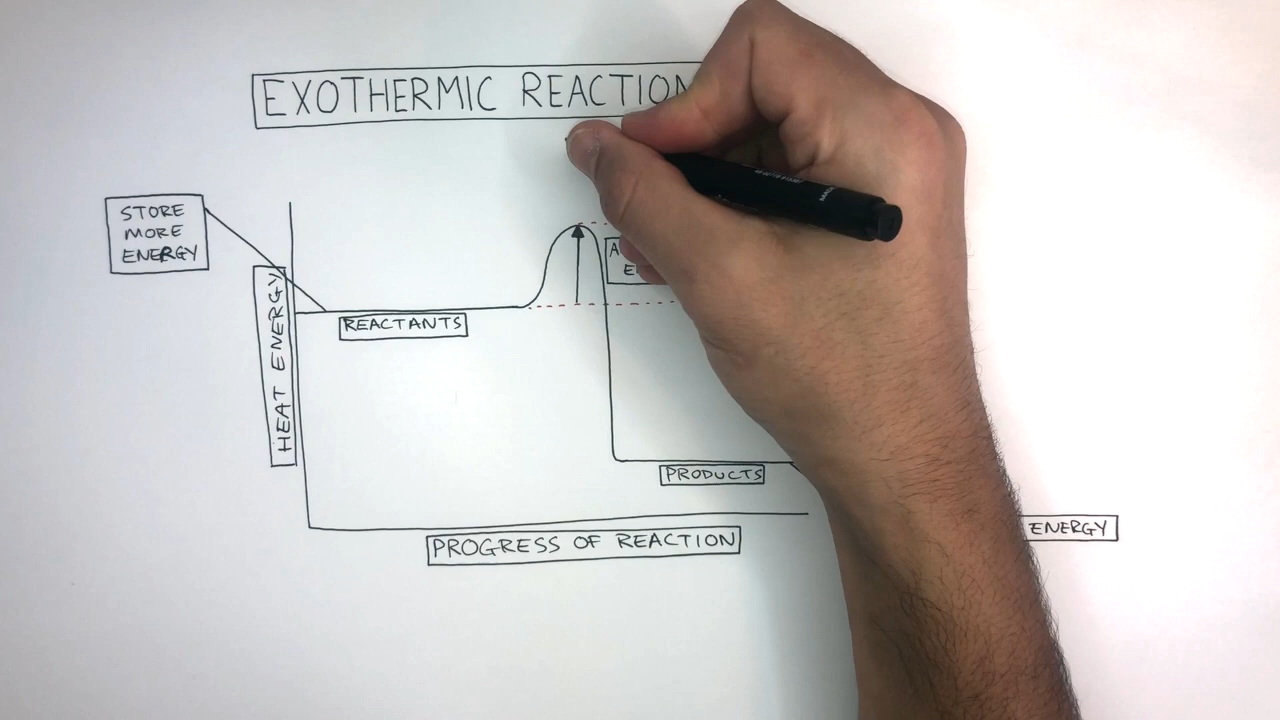 EXOTHERMIC REACTION
STORE
MORE
ENERGY
HEAT ENERGY
REACTANTS
PRODUCTS
PROGRESS OF REACTION
ENERGY